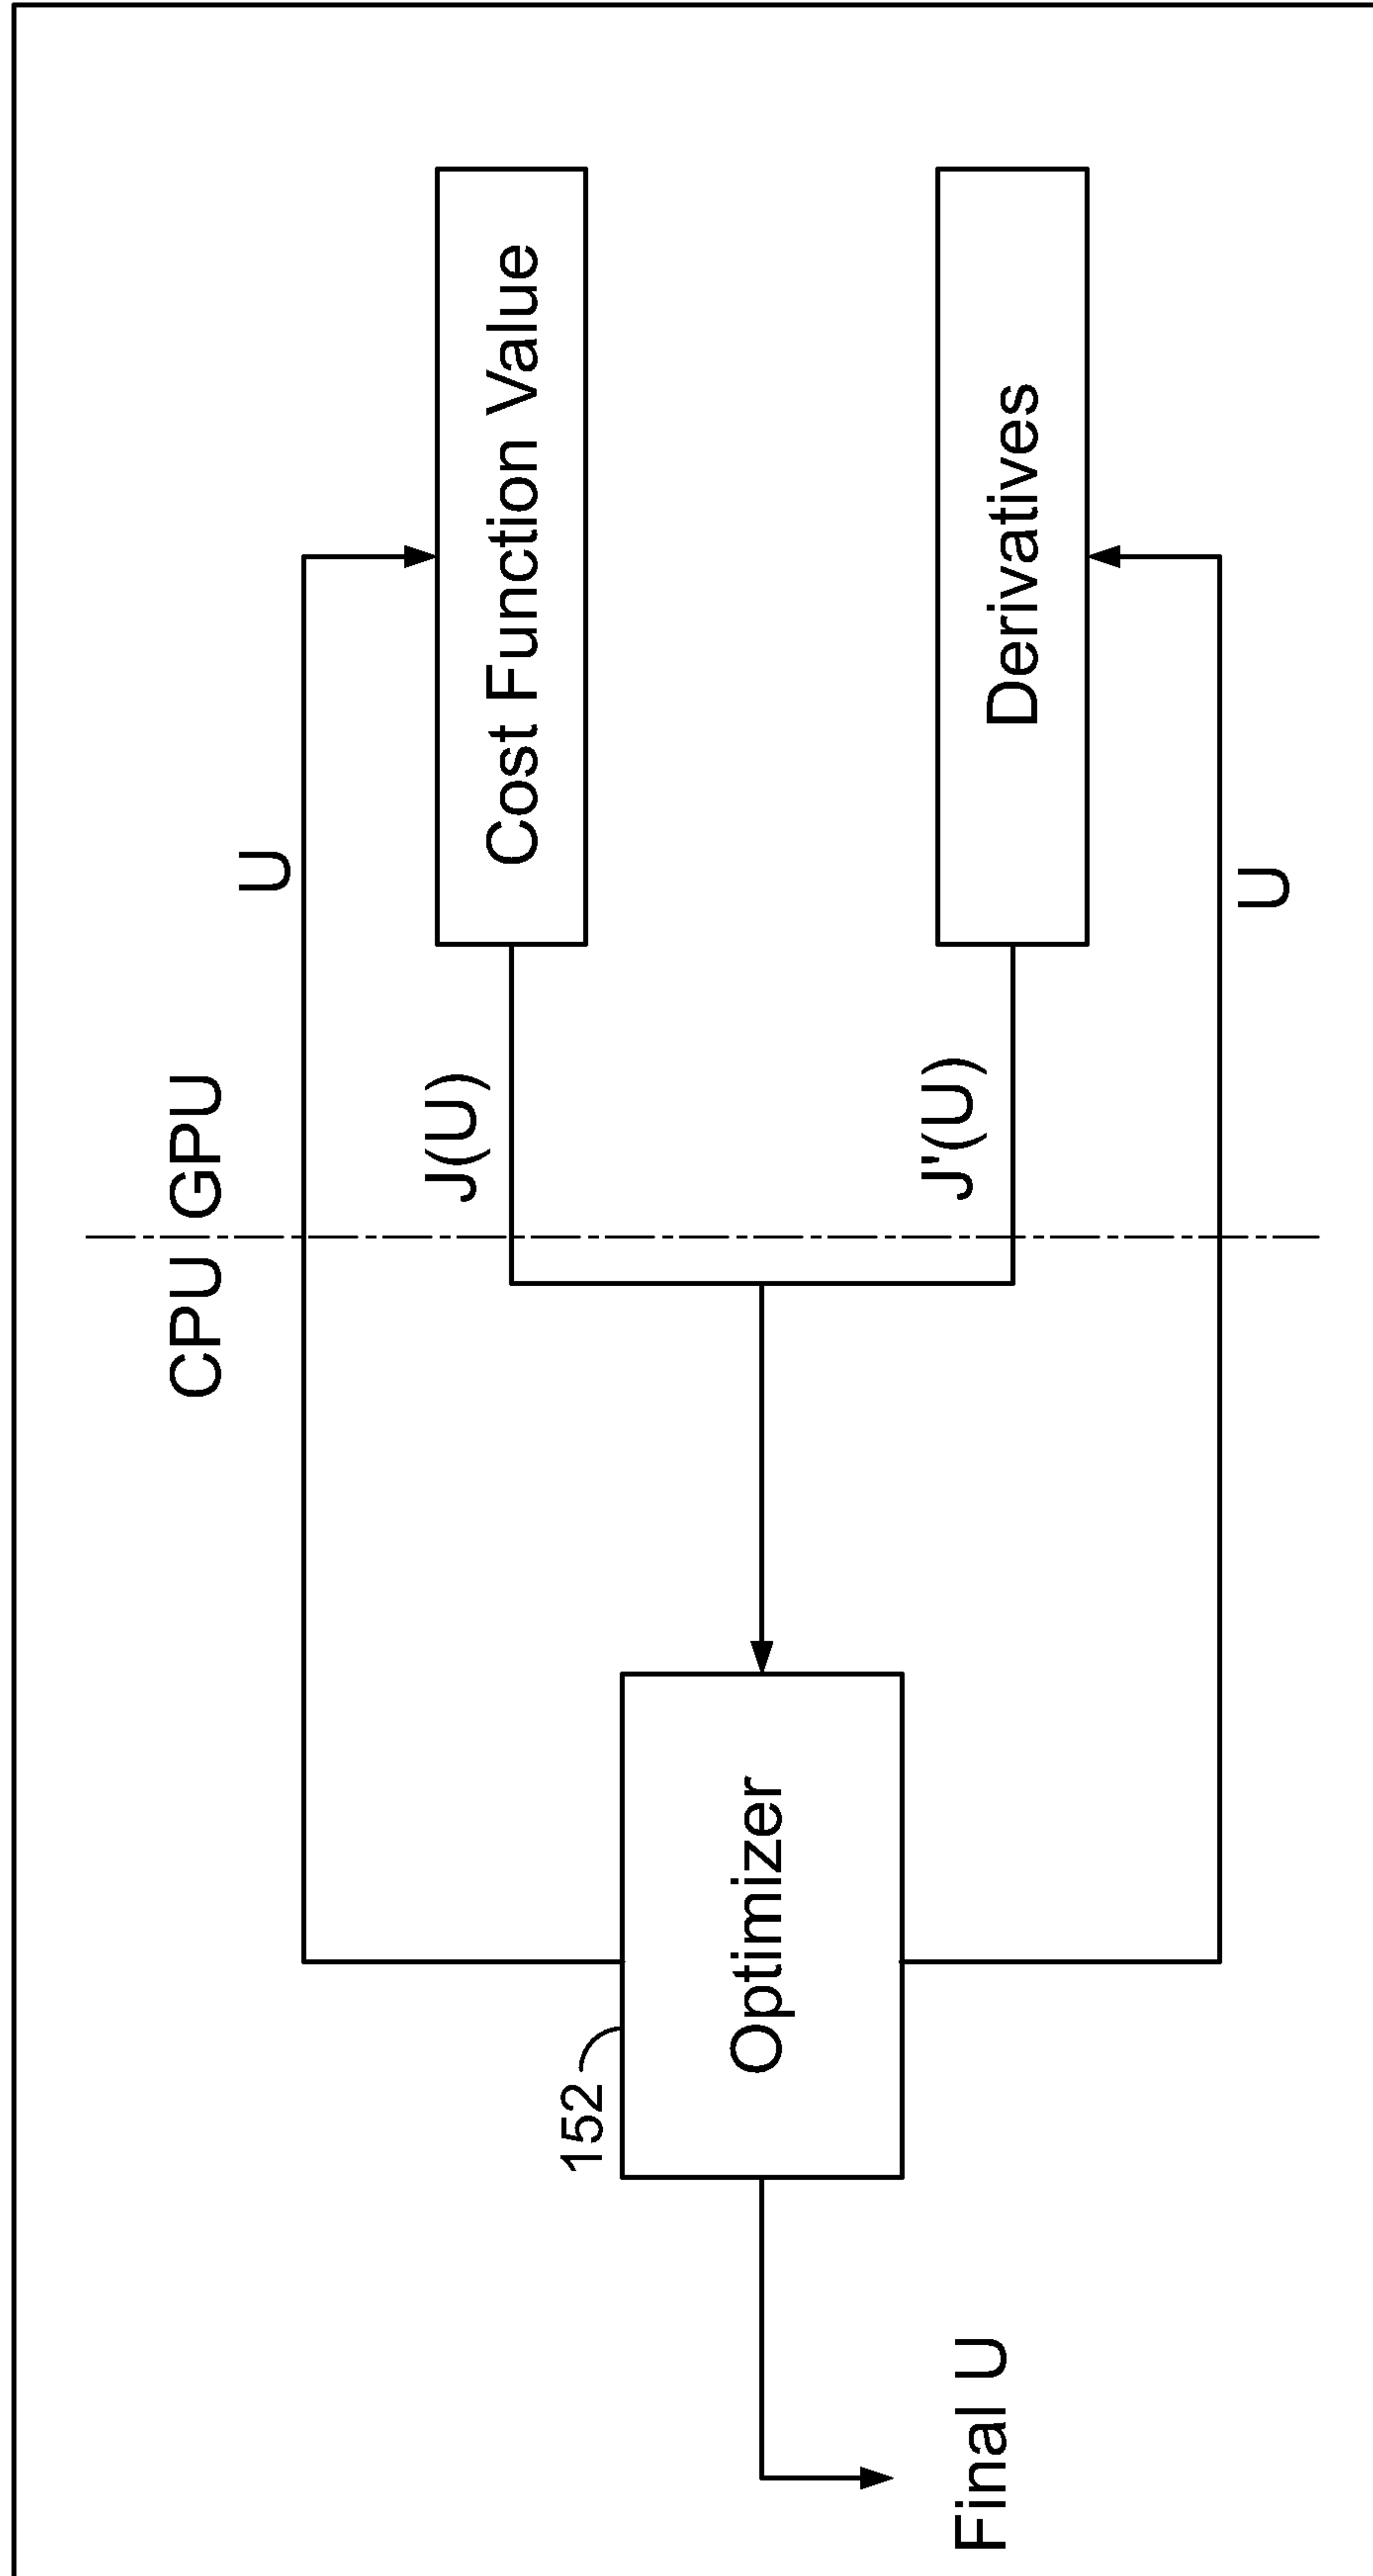 CPU GPU
U
J(U)
Cost Function Value
152
Optimizer
J'(U)
Derivatives
Final U
U